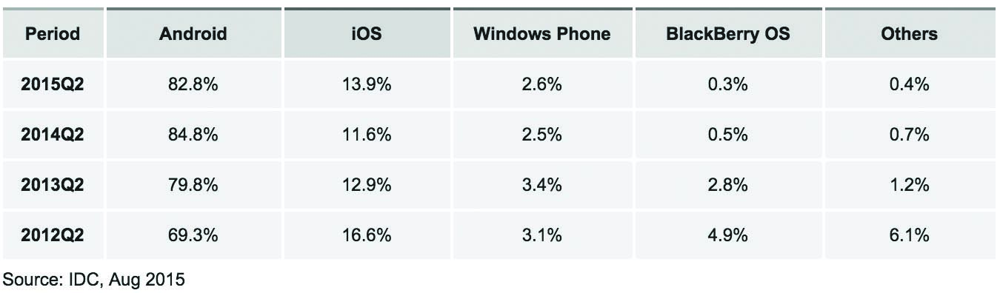 Period Android iOS Windows Phone BlackBerry OS Others
2015Q2 82.8% 13.9% 2.6% 0.3% 0.4%
2014Q2 84.8% 11.6% 2.5% 0.5% 0.7%
2013Q2 79.8% 12.9% 3.4% 2.8% 1.2%
2012Q2 69.3% 16.6% 3.1% 4.9% 6.1%
Source: IDC, Aug 2015